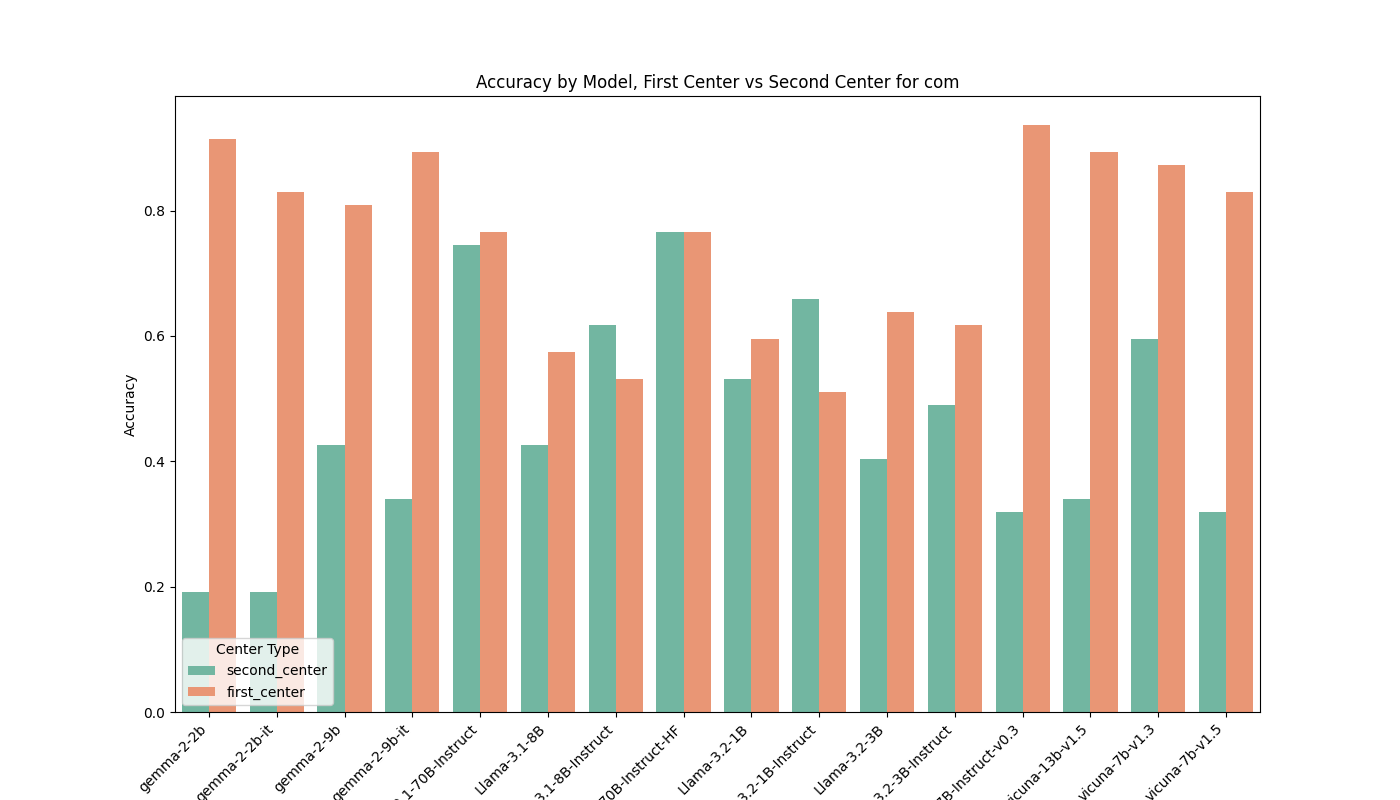 Accuracy by Model, First Center vs Second Center for com
Accuracy
0.8
0.6
0.4
0.2
0.0
Center Type
second_center
first_center
gemma-2-2b
gemma-2-2b-it
gemma-2-9b
gemma-2-9b-it
.1-70B-Instruct
Llama-3.1-8B
3.1-8B-Instruct
70B-Instruct-HF
Llama-3.2-1B
3.2-1B-Instruct
Llama-3.2-3B
3.2-3B-Instruct
7B-Instruct-v0.3
vicuna-13b-v1.5
vicuna-7b-v1.3
vicuna-7b-v1.5